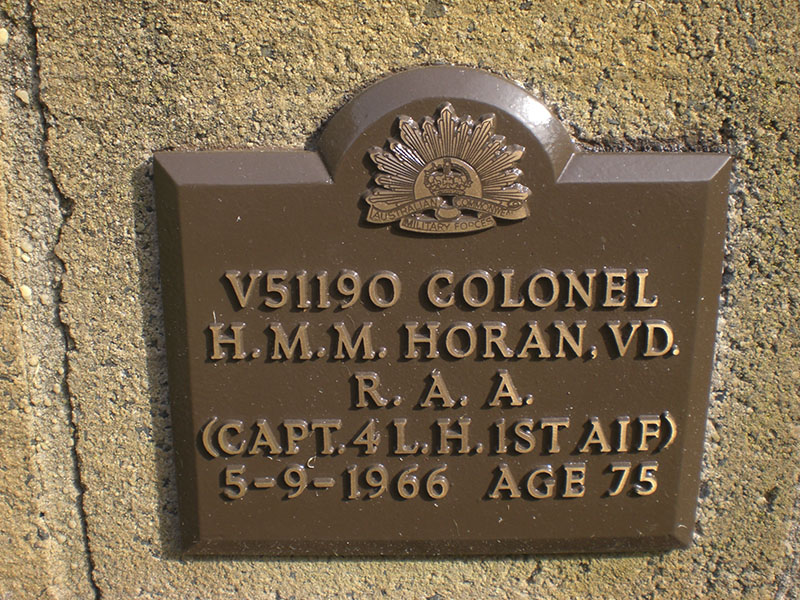 AUSTRALIAN COMMONWEALTH
MILITARY FORCES
V51190 COLONEL
H.M.M. HORAN, VD.
R. A. A.
(CAPT. 4 L.H. 1ST AIF)
5-9-1966 AGE 75